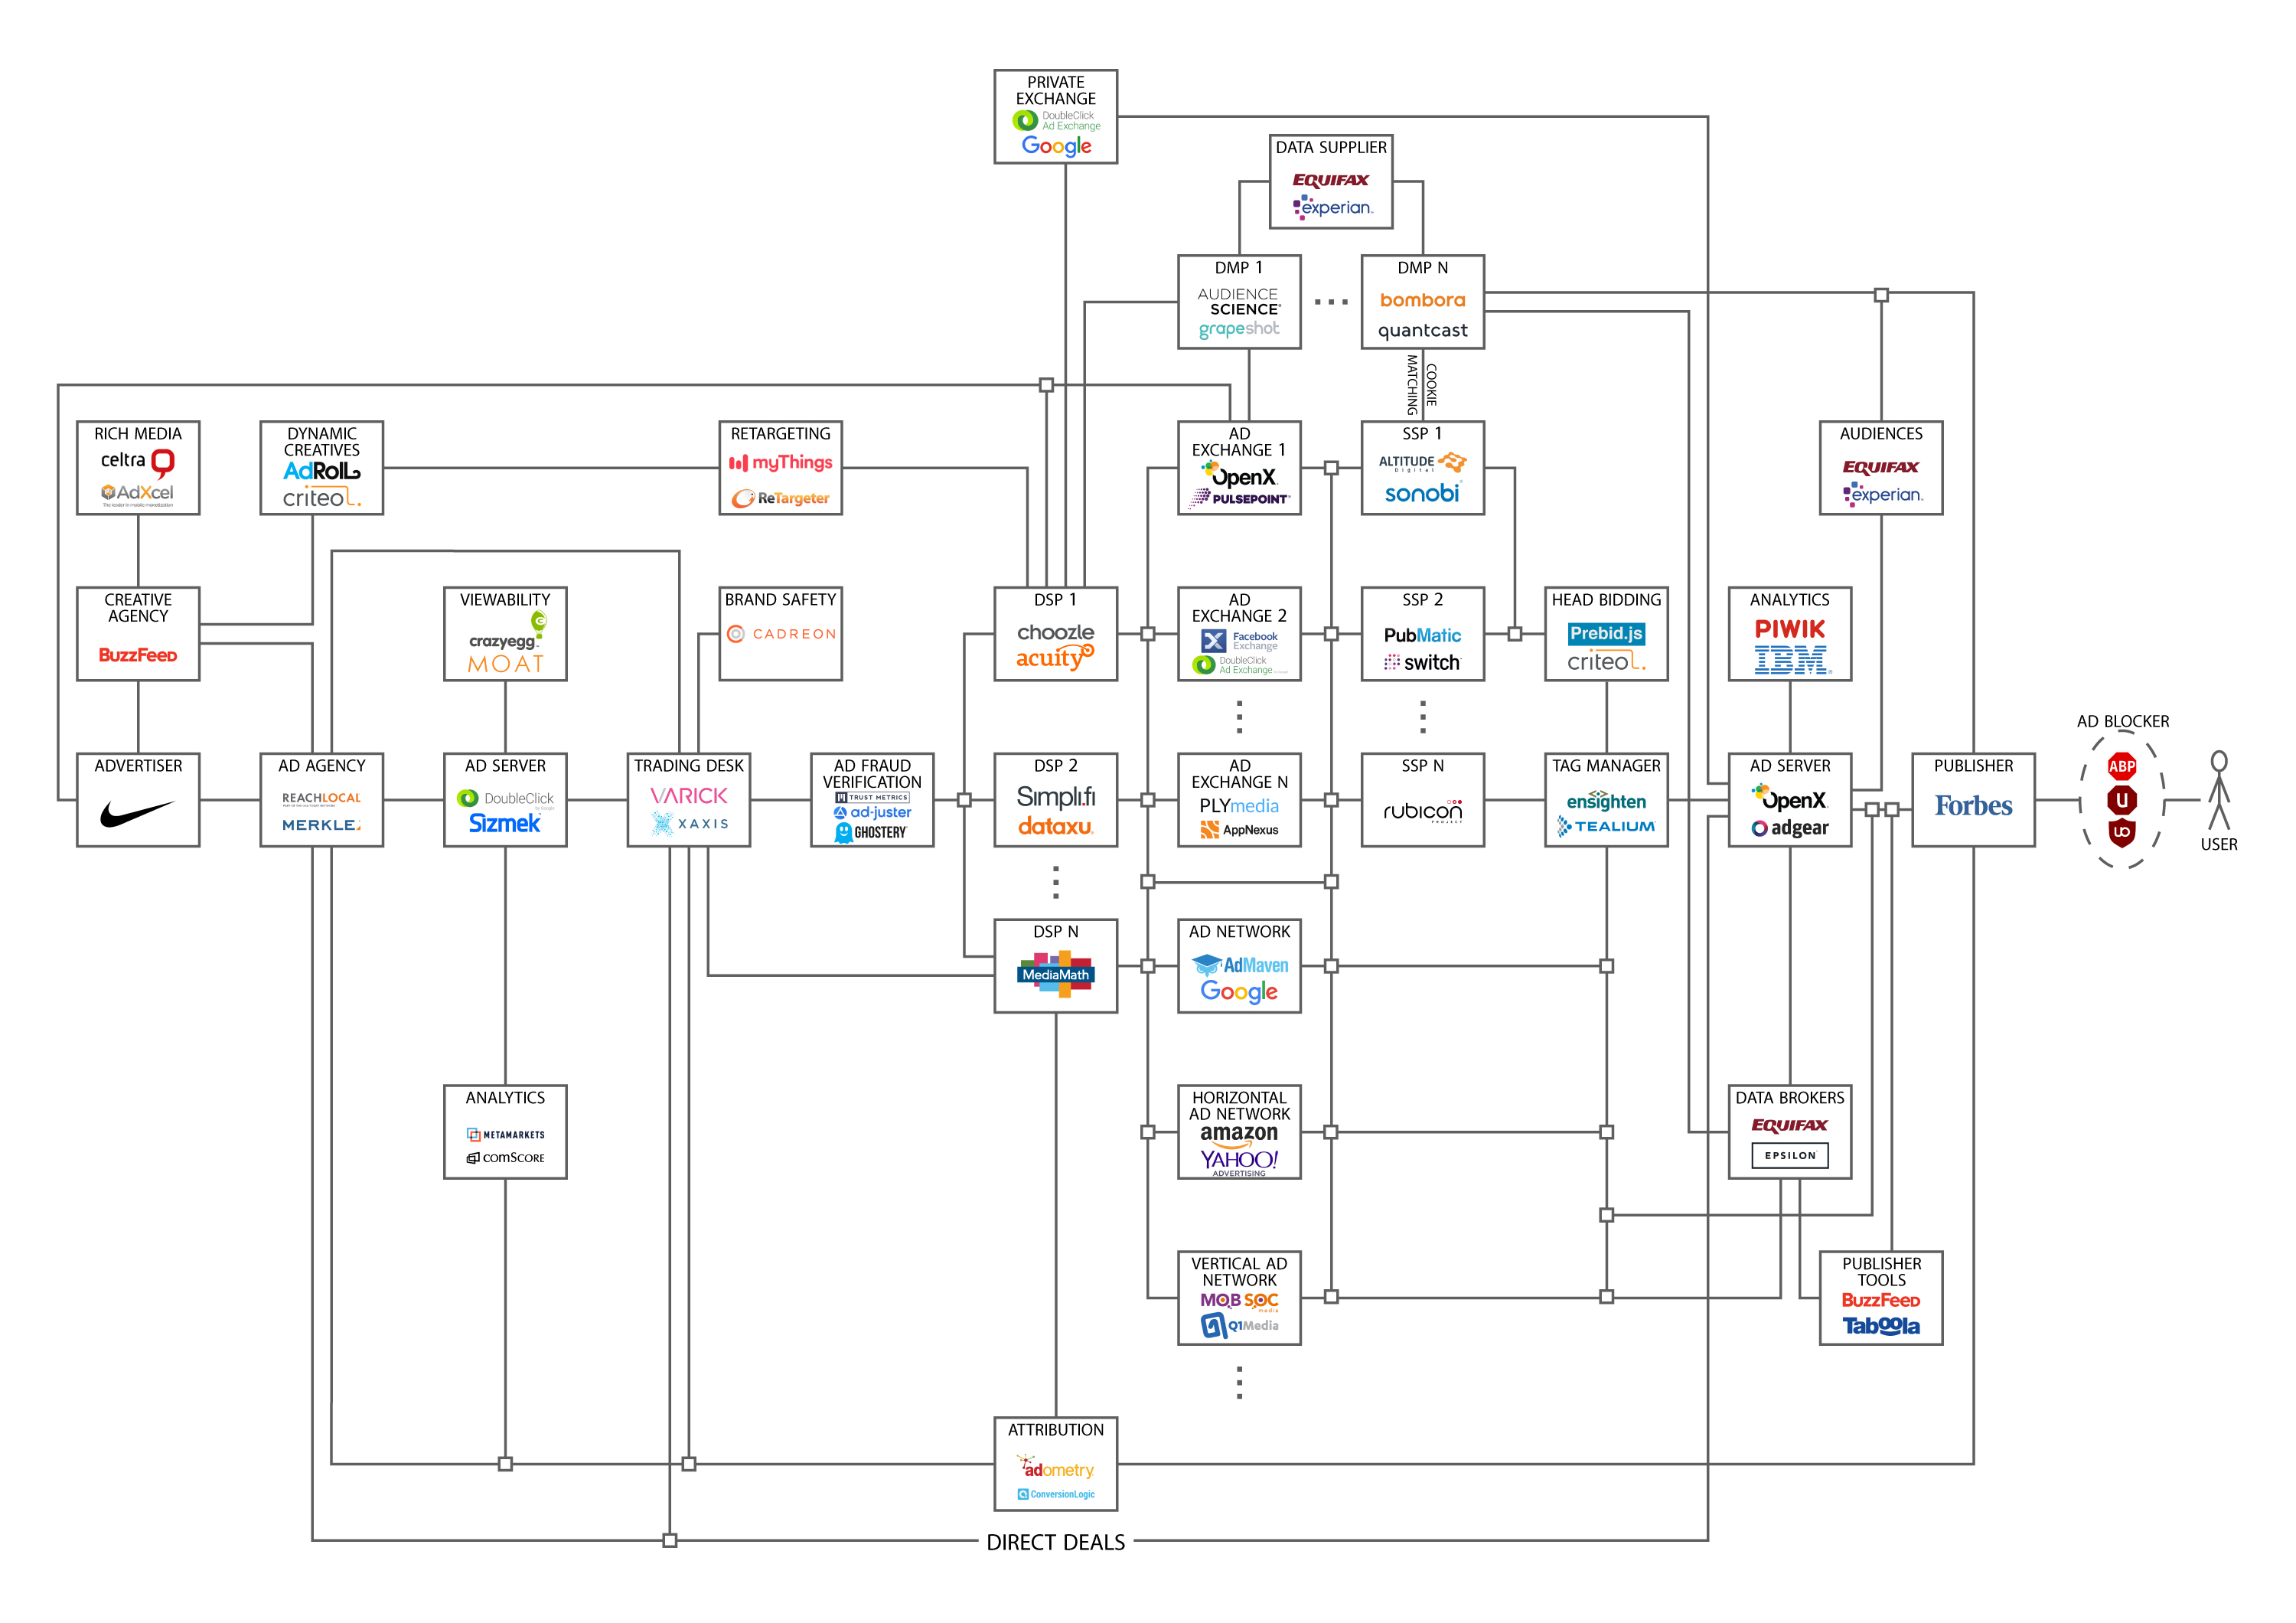 PRIVATE
EXCHANGE
DoubleClick
Ad Exchange
Google
DATA SUPPLIER
EQUIFAX
experian.
DMP 1
AUDIENCE
SCIENCE
grapeshot
DMP N
bombora
quantcast
COOKIE
MATCHING
RICH MEDIA
celtra
AdXcel
DYNAMIC
CREATIVES
AdRoll
criteo
RETARGETING
myThings
ReTargeter
AD
EXCHANGE 1
OpenX
PULSEPOINT
SSP 1
ALTITUDE
Digital
sonobi
AUDIENCES
EQUIFAX
experian.
CREATIVE
AGENCY
BuzzFeed
VIEWABILITY
crazyegg
MOAT
BRAND SAFETY
CADREON
DSP 1
choozle
acuity
AD
EXCHANGE 2
Facebook
Exchange
DoubleClick
Ad Exchange
SSP 2
PubMatic
switch
HEAD BIDDING
Prebid.js
criteo
ANALYTICS
PIWIK
IBM
ADVERTISER
AD AGENCY
REACHLOCAL
MERKLE
AD SERVER
DoubleClick
Sizmek
TRADING DESK
VARICK
XAXIS
AD FRAUD
VERIFICATION
TRUST METRICS
ad-juster
GHOSTERY
DSP 2
Simpli.fi
dataxu
AD
EXCHANGE N
PLYmedia
AppNexus
SSP N
rubicon
PROJECT
TAG MANAGER
ensighten
TEALIUM
AD SERVER
OpenX
adgear
PUBLISHER
Forbes
AD BLOCKER
ABP
U
UO
USER
DSP N
MediaMath
AD NETWORK
AdMaven
Google
ANALYTICS
METAMARKETS
comScore
HORIZONTAL
AD NETWORK
amazon
YAHOO!
ADVERTISING
DATA BROKERS
EQUIFAX
EPSILON
VERTICAL AD
NETWORK
MOBSOC
media
Q1Media
PUBLISHER
TOOLS
BuzzFeed
Taboola
ATTRIBUTION
adometry
ConversionLogic
DIRECT DEALS